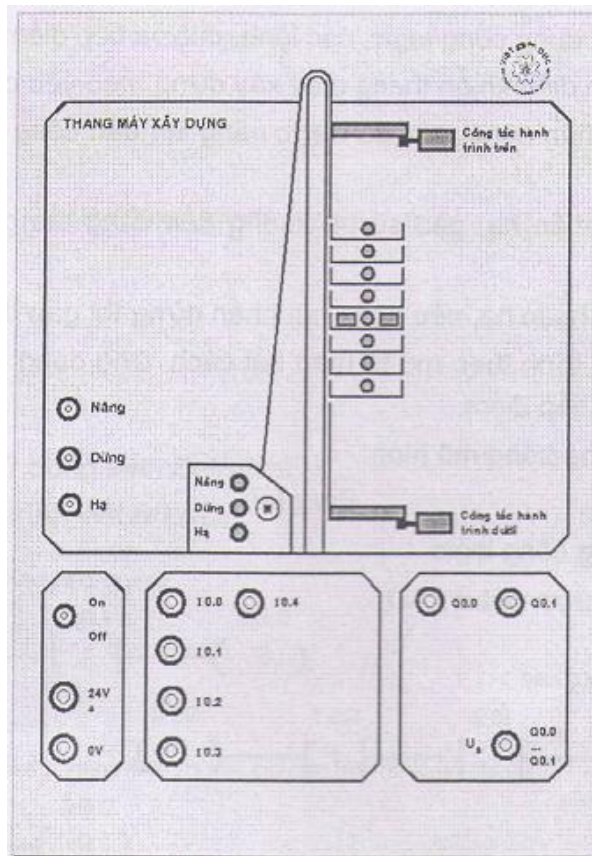 VIET ĐỨC
THANG MÁY XÂY DỰNG
Công tắc hành
trình trên
Nâng
Dừng
Hạ
Nâng
Dừng
Hạ
Công tắc hành
trình dưới
On
Off
24V
+
0V
I0.0
I0.4
I0.1
I0.2
I0.3
Q0.0
Q0.1
Us
Q0.0
...
Q0.1